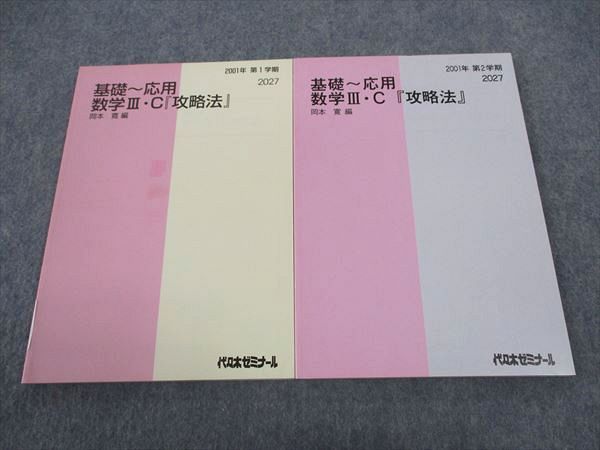 2001年 第1学期
2027
基礎~応用
数学Ⅲ・C『攻略法』
岡本 寛 編
代々木ゼミナール
2001年 第2学期
2027
基礎~応用
数学Ⅲ・C『攻略法』
岡本 寛 編
代々木ゼミナール